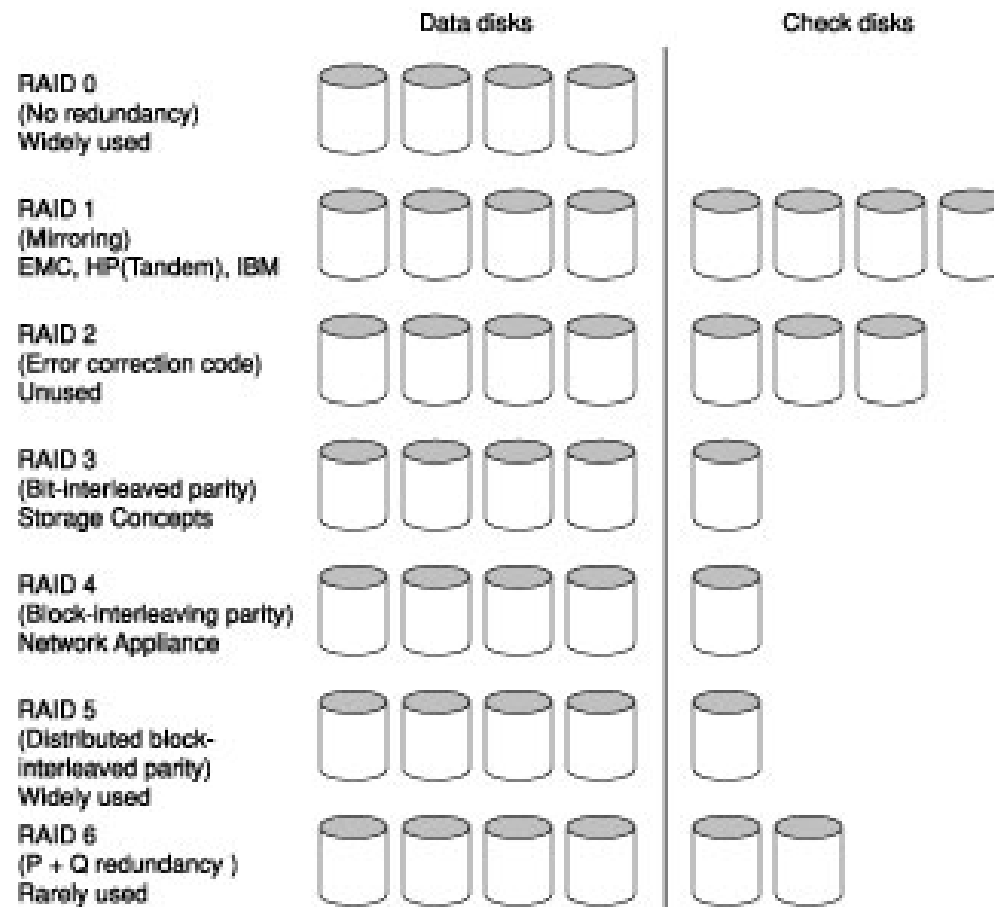 Data disks
Check disks
RAID 0
(No redundancy)
Widely used
RAID 1
(Mirroring)
EMC, HP(Tandem), IBM
RAID 2
(Error correction code)
Unused
RAID 3
(Bit-interleaved parity)
Storage Concepts
RAID 4
(Block-interleaving parity)
Network Appliance
RAID 5
(Distributed block-
interleaved parity)
Widely used
RAID 6
(P + Q redundancy )
Rarely used